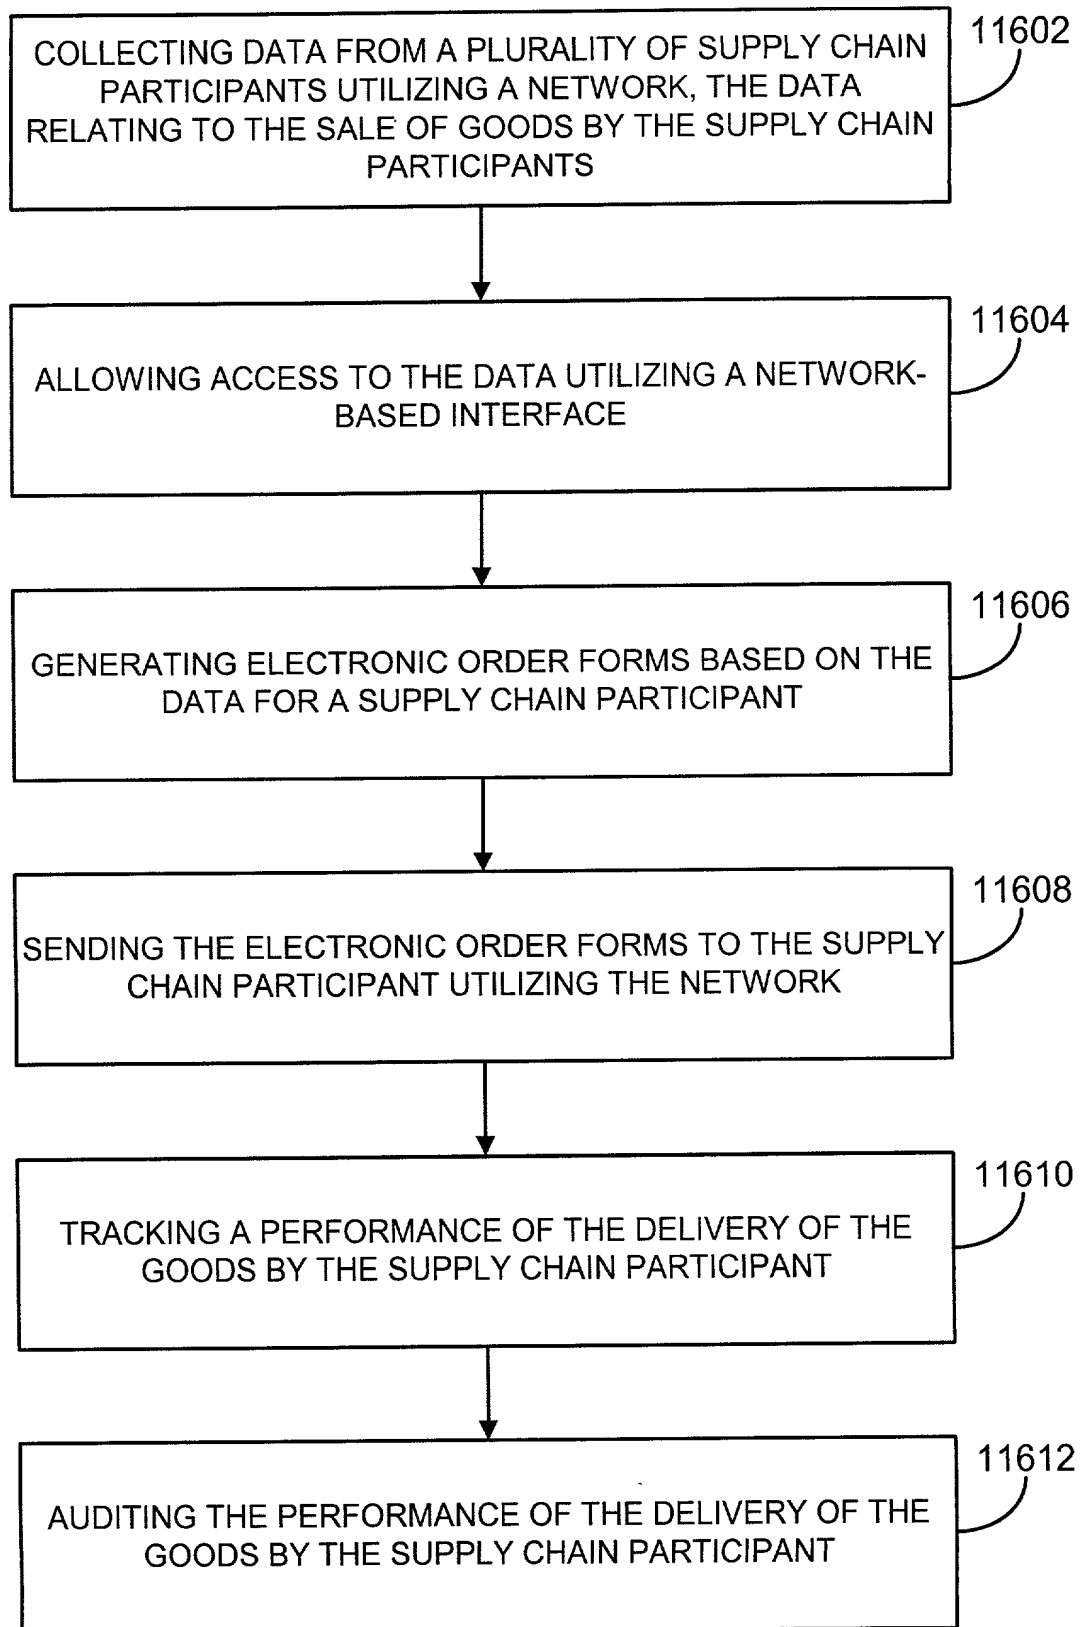 11602
COLLECTING DATA FROM A PLURALITY OF SUPPLY CHAIN
PARTICIPANTS UTILIZING A NETWORK, THE DATA
RELATING TO THE SALE OF GOODS BY THE SUPPLY CHAIN
PARTICIPANTS
11604
ALLOWING ACCESS TO THE DATA UTILIZING A NETWORK-
BASED INTERFACE
11606
GENERATING ELECTRONIC ORDER FORMS BASED ON THE
DATA FOR A SUPPLY CHAIN PARTICIPANT
11608
SENDING THE ELECTRONIC ORDER FORMS TO THE SUPPLY
CHAIN PARTICIPANT UTILIZING THE NETWORK
11610
TRACKING A PERFORMANCE OF THE DELIVERY OF THE
GOODS BY THE SUPPLY CHAIN PARTICIPANT
11612
AUDITING THE PERFORMANCE OF THE DELIVERY OF THE
GOODS BY THE SUPPLY CHAIN PARTICIPANT